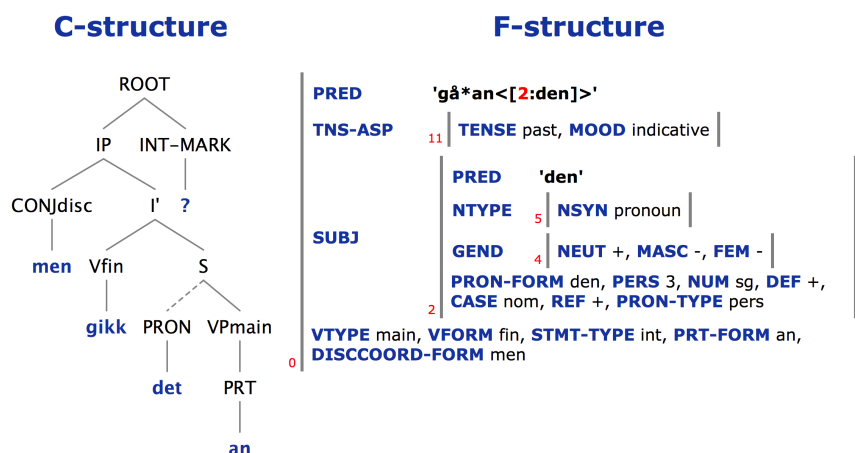 C-structure F-structure
ROOT
PRED 'gå*an<[2:den]>'
TNS-ASP 11 TENSE past, MOOD indicative
IP INT-MARK
PRED 'den'
CONJdisc I' ?
NTYPE 5 NSYN pronoun
SUBJ
GEND 4 NEUT +, MASC -, FEM -
men Vfin S
PRON-FORM den, PERS 3, NUM sg, DEF +,
2 CASE nom, REF +, PRON-TYPE pers
gikk PRON VPmain
VTYPE main, VFORM fin, STMT-TYPE int, PRT-FORM an,
0 DISCCOORD-FORM men
det PRT
an